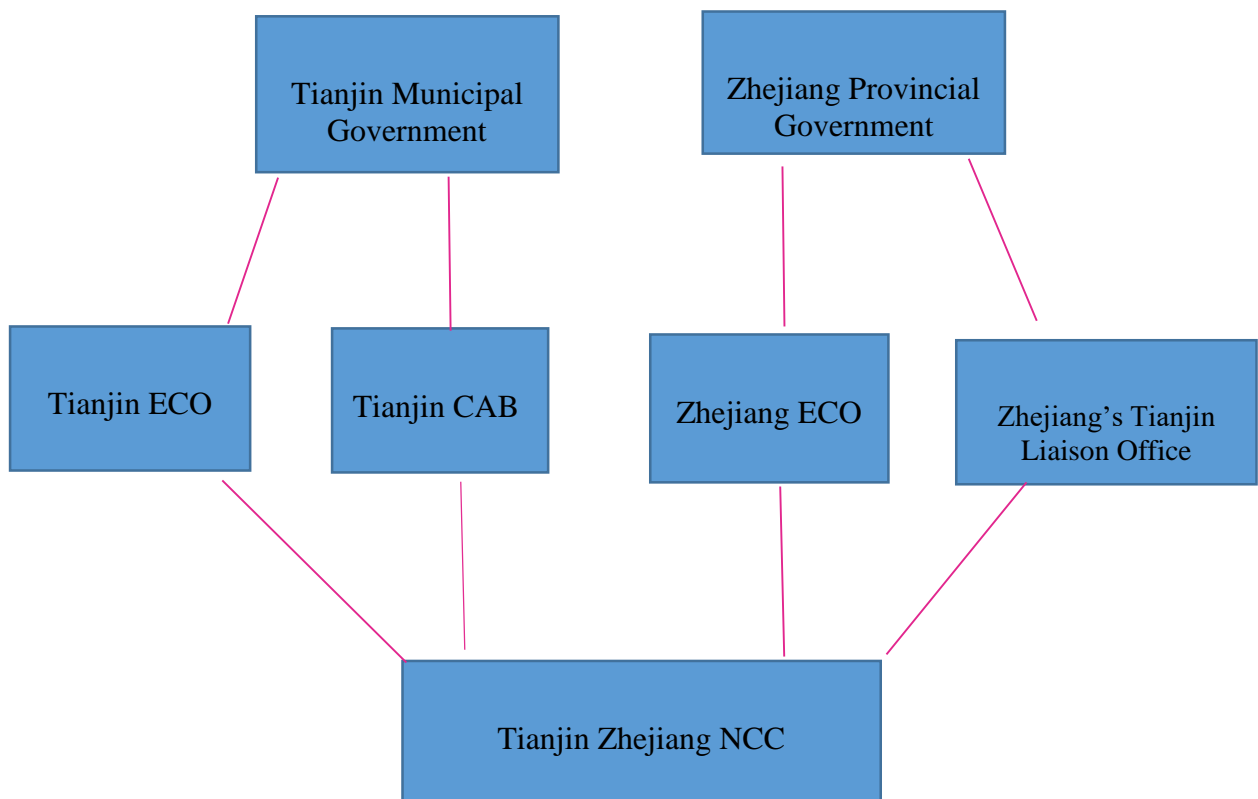 Tianjin Municipal
Government
Zhejiang Provincial
Government
Tianjin ECO
Tianjin CAB
Zhejiang ECO
Zhejiang’s Tianjin
Liaison Office
Tianjin Zhejiang NCC